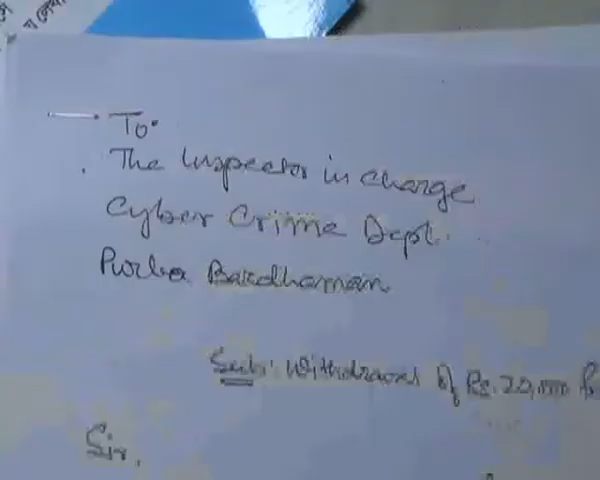 To.
The Inspector in charge
Cyber Crime Dept.
Purba Bardhaman
Sub: Withdrawal of Rs. 20,000
Sir,